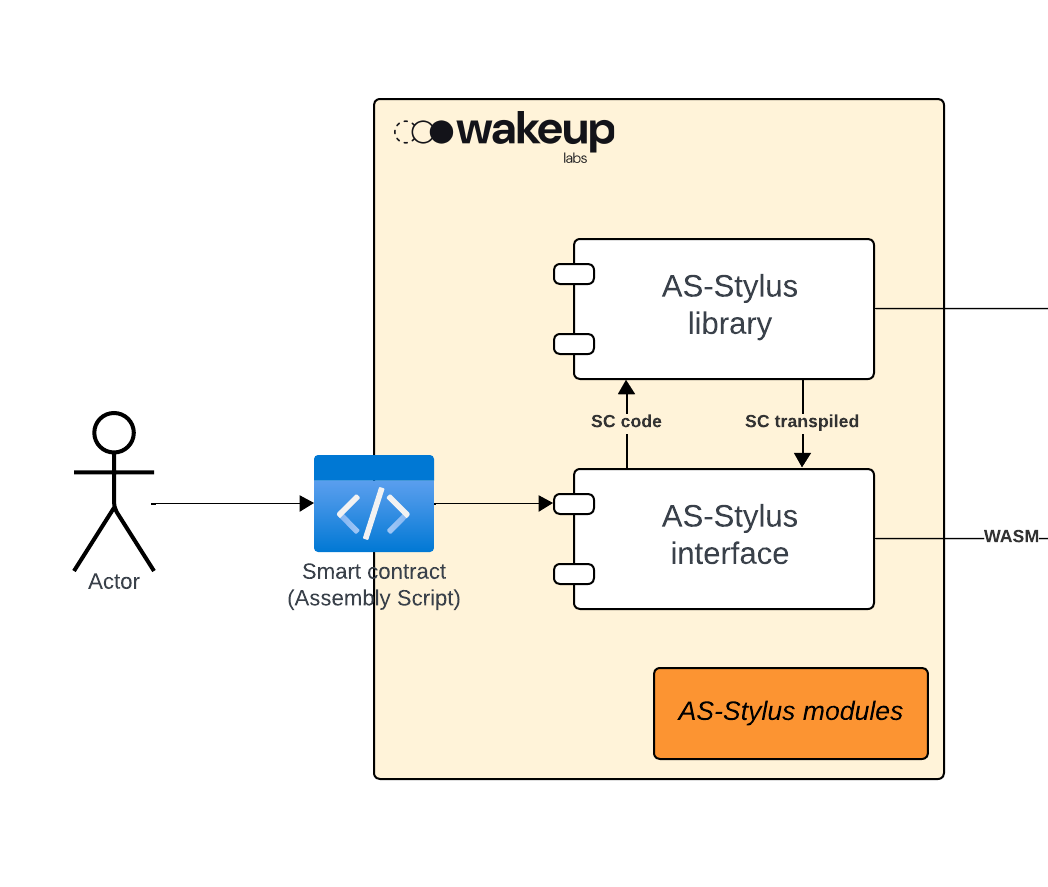 wakeup
labs
AS-Stylus
library
SC code
SC transpiled
AS-Stylus
interface
WASM
Smart contract
(Assembly Script)
Actor
AS-Stylus modules